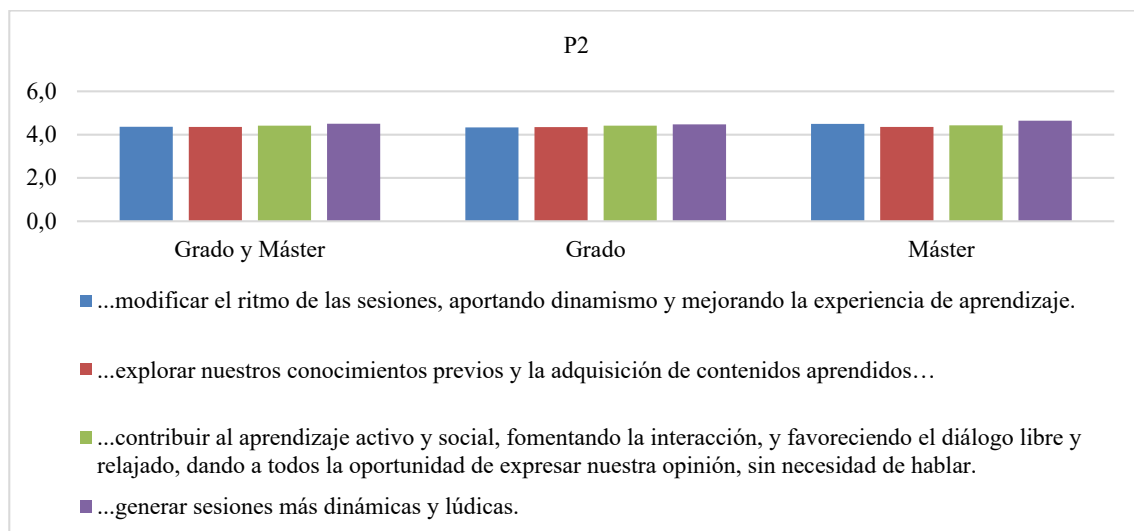 P2
6,0
4,0
2,0
0,0
Grado y Máster
Grado
Máster
...modificar el ritmo de las sesiones, aportando dinamismo y mejorando la experiencia de aprendizaje.
...explorar nuestros conocimientos previos y la adquisición de contenidos aprendidos…
...contribuir al aprendizaje activo y social, fomentando la interacción, y favoreciendo el diálogo libre y
relajado, dando a todos la oportunidad de expresar nuestra opinión, sin necesidad de hablar.
...generar sesiones más dinámicas y lúdicas.